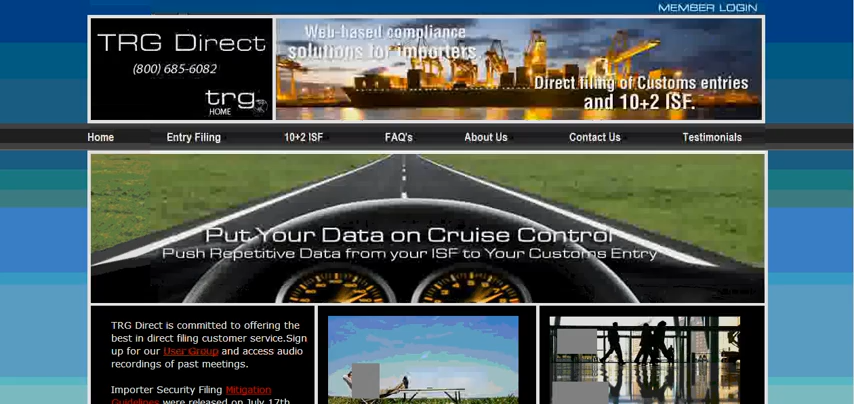 MEMBER LOGIN
TRG Direct
(800) 685-6082
trg
HOME
Web-based compliance
solutions for importers
Direct filing of Customs entries
and 10+2 ISF.
Home
Entry Filing
10+2 ISF
FAQ's
About Us
Contact Us
Testimonials
Put Your Data on Cruise Control
Push Repetitive Data from your ISF to Your Customs Entry
TRG Direct is committed to offering the
best in direct filing customer service.Sign
up for our User Group and access audio
recordings of past meetings.
Importer Security Filing Mitigation
Guidelines were released on July 17th